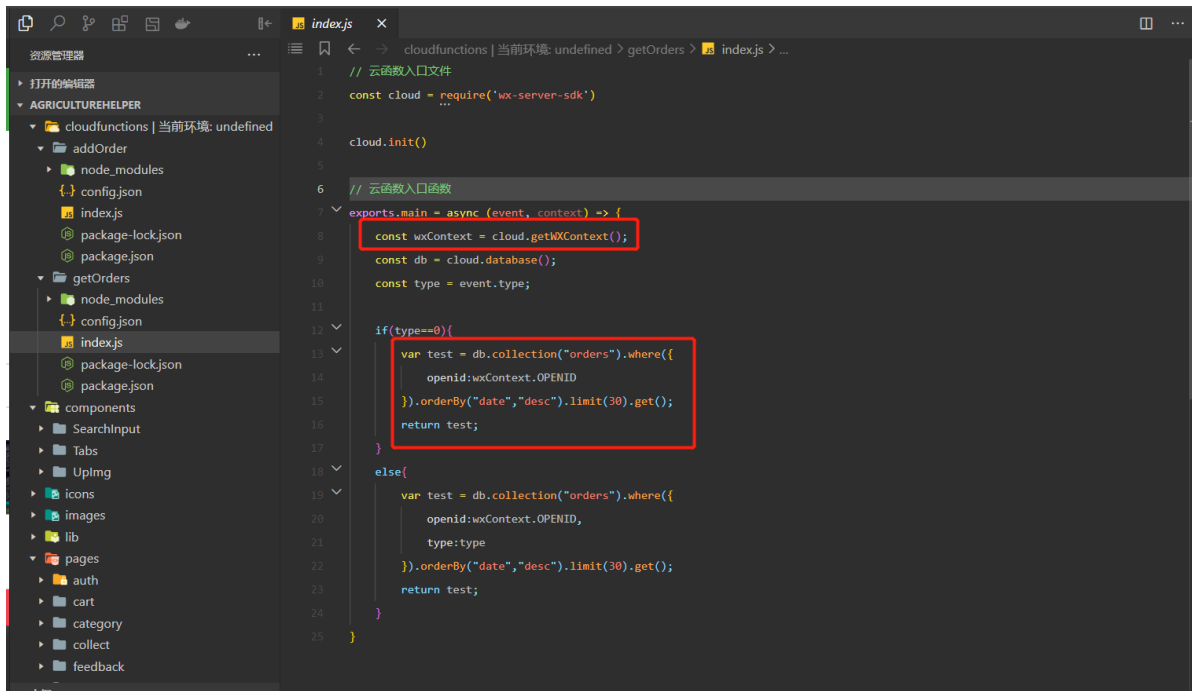 index.js
资源管理器
打开的编辑器
AGRICULTUREHELPER
cloudfunctions | 当前环境: undefined
addOrder
node_modules
config.json
index.js
package-lock.json
package.json
getOrders
node_modules
config.json
index.js
package-lock.json
package.json
components
SearchInput
Tabs
UpImg
icons
images
lib
pages
auth
cart
category
collect
feedback
cloudfunctions | 当前环境: undefined > getOrders > index.js > ...
1 // 云函数入口文件
2 const cloud = require('wx-server-sdk')
3
4 cloud.init()
5
6 // 云函数入口函数
7 exports.main = async (event, context) => {
8 const wxContext = cloud.getWXContext();
9 const db = cloud.database();
10 const type = event.type;
11
12 if(type==0){
13 var test = db.collection("orders").where({
14 openid:wxContext.OPENID
15 }).orderBy("date","desc").limit(30).get();
16 return test;
17 }
18 else{
19 var test = db.collection("orders").where({
20 openid:wxContext.OPENID,
21 type:type
22 }).orderBy("date","desc").limit(30).get();
23 return test;
24 }
25 }